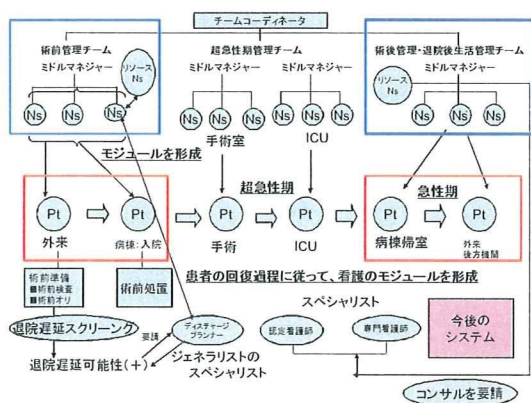 チームコーディネータ
術前管理チーム
ミドルマネジャー
リソース
Ns
Ns
Ns
Ns
超急性期管理チーム
ミドルマネジャー
ミドルマネジャー
Ns
Ns
Ns
Ns
Ns
Ns
手術室
ICU
術後管理・退院後生活管理チーム
ミドルマネジャー
リソース
Ns
Ns
Ns
Ns
モジュールを形成
超急性期
急性期
Pt
Pt
Pt
Pt
Pt
Pt
外来
病棟:入院
手術
ICU
病棟帰室
外来
後方機関
術前準備
■術前検査
■術前オリ
術前処置
患者の回復過程に従って、看護のモジュールを形成
退院遅延スクリーング
退院遅延可能性(+)
要請
ディスチャージ
プランナー
ジェネラリストの
スペシャリスト
スペシャリスト
認定看護師
専門看護師
今後の
システム
コンサルを要請